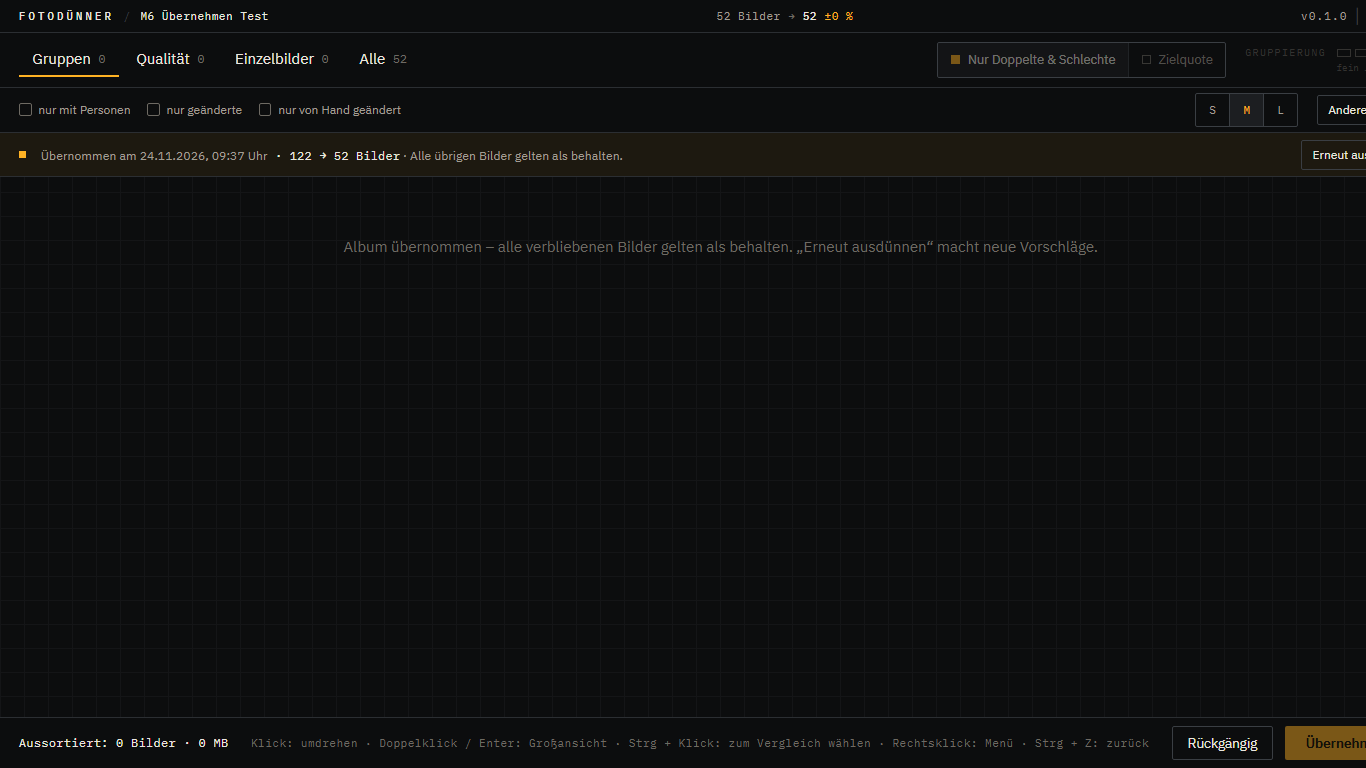 FOTODÜNNER / M6 Übernehmen Test 52 Bilder → 52 ±0 % v0.1.0
Gruppen 0 Qualität 0 Einzelbilder 0 Alle 52 Nur Doppelte & Schlechte Zielquote GRUPPIERUNG
fein
nur mit Personen nur geänderte nur von Hand geändert S M L Andere
Übernommen am 24.11.2026, 09:37 Uhr · 122 → 52 Bilder · Alle übrigen Bilder gelten als behalten. Erneut aus
Album übernommen – alle verbliebenen Bilder gelten als behalten. „Erneut ausdünnen“ macht neue Vorschläge.
Aussortiert: 0 Bilder · 0 MB Klick: umdrehen · Doppelklick / Enter: Großansicht · Strg + Klick: zum Vergleich wählen · Rechtsklick: Menü · Strg + Z: zurück Rückgängig Übernehm